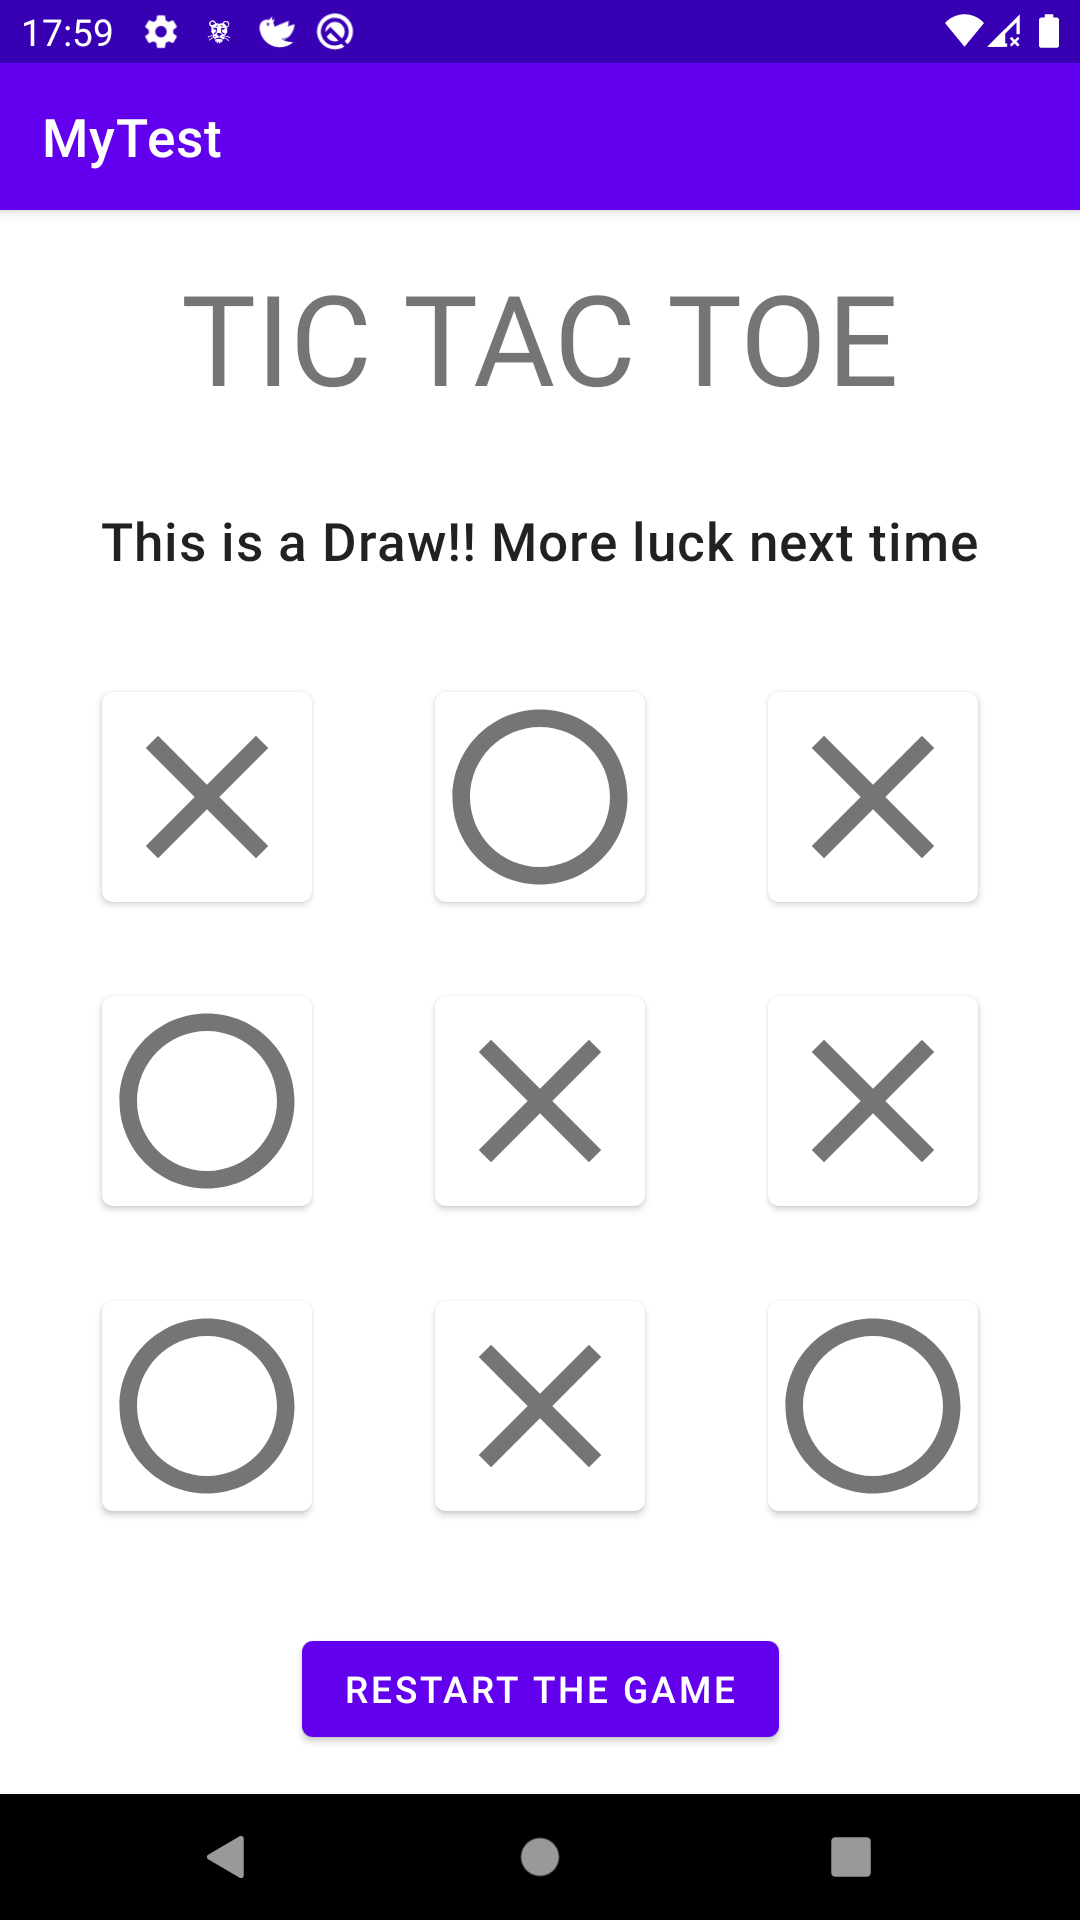 17:59
MyTest
TIC TAC TOE
This is a Draw!! More luck next time
RESTART THE GAME